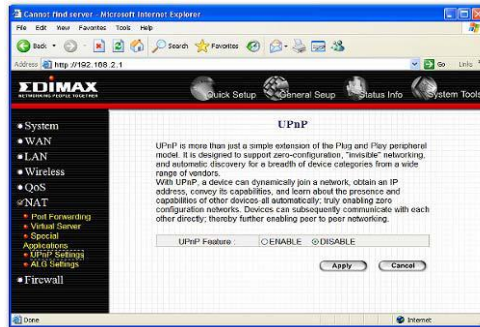 Cannot find server - Microsoft Internet Explorer
File Edit View Favorites Tools Help
Back Search Favorites
Address http://192.168.2.1 Go Links
EDIMAX
NETWORKING PEOPLE TOGETHER
Quick Setup General Seup Status Info System Tools
System
WAN
LAN
Wireless
QoS
NAT
Port Forwarding
Virtual Server
Special
Applications
UPnP Settings
ALG Settings
Firewall
UPnP
UPnP is more than just a simple extension of the Plug and Play peripheral
model. It is designed to support zero-configuration, "invisible" networking,
and automatic discovery for a breadth of device categories from a wide
range of vendors.
With UPnP, a device can dynamically join a network, obtain an IP
address, convey its capabilities, and learn about the presence and
capabilities of other devices-all automatically; truly enabling zero
configuration networks. Devices can subsequently communicate with each
other directly; thereby further enabling peer to peer networking.
UPnP Feature : ENABLE DISABLE
Apply Cancel
Done Internet